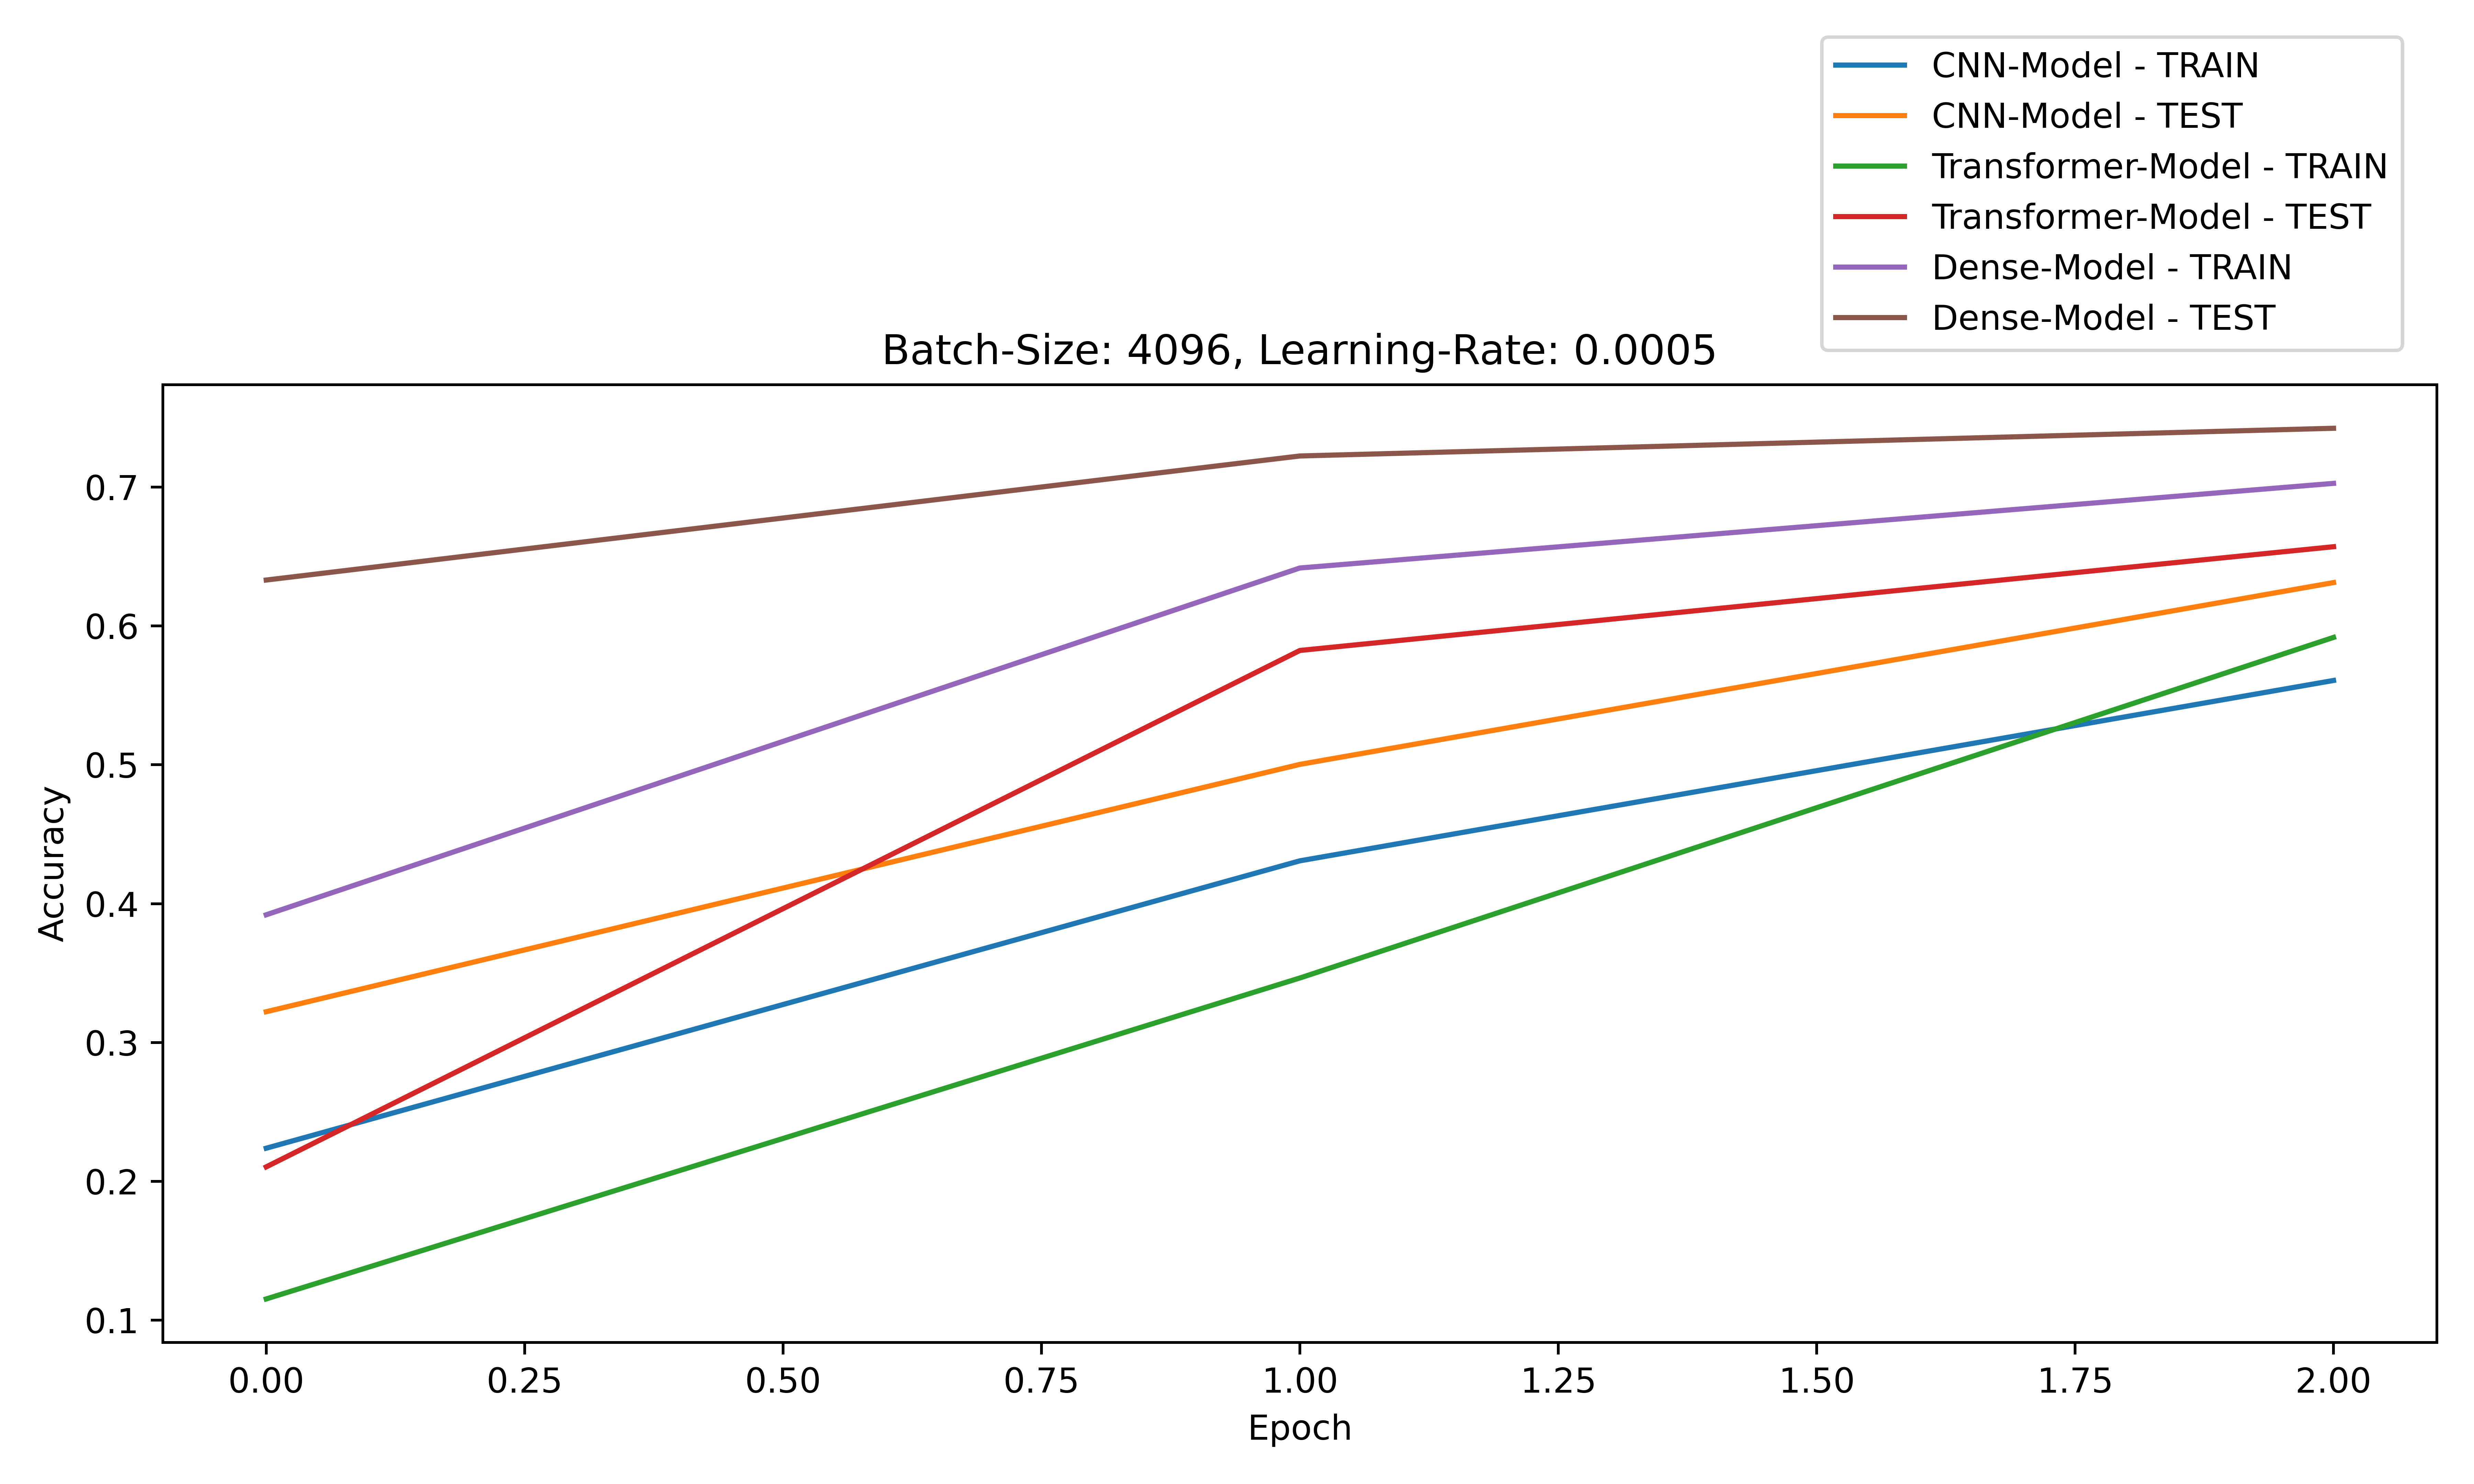 CNN-Model - TRAIN
CNN-Model - TEST
Transformer-Model - TRAIN
Transformer-Model - TEST
Dense-Model - TRAIN
Dense-Model - TEST
Batch-Size: 4096, Learning-Rate: 0.0005
Accuracy
0.7
0.6
0.5
0.4
0.3
0.2
0.1
0.00 0.25 0.50 0.75 1.00 1.25 1.50 1.75 2.00
Epoch